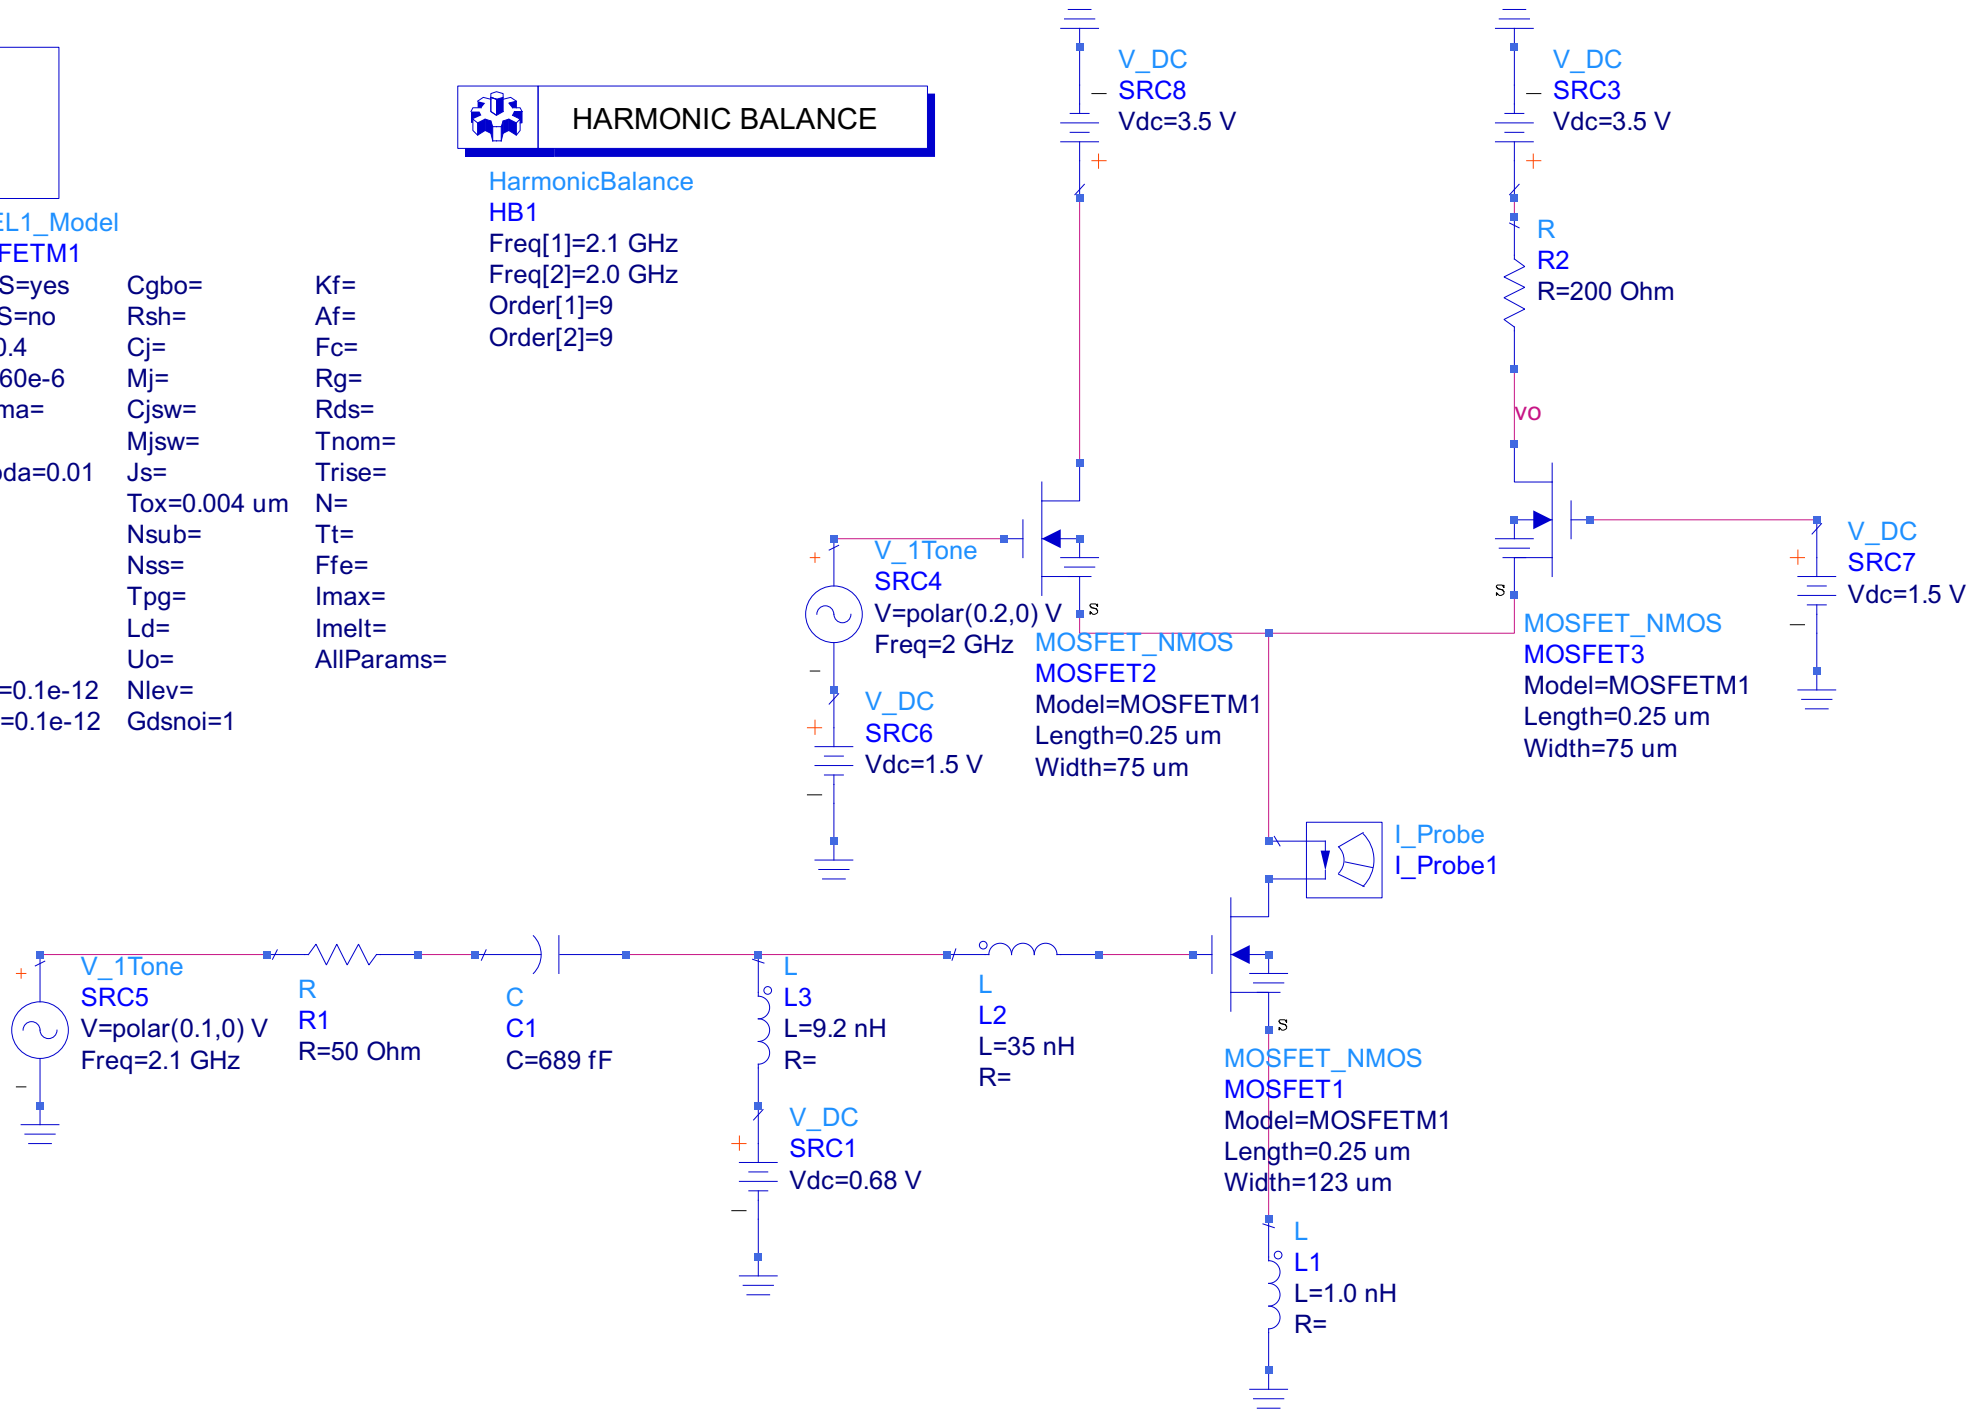 V_DC
SRC8
Vdc=3.5 V
V_DC
SRC3
Vdc=3.5 V
HARMONIC BALANCE
HarmonicBalance
HB1
Freq[1]=2.1 GHz
Freq[2]=2.0 GHz
Order[1]=9
Order[2]=9
EL1_Model
FETM1
S=yes Cgbo= Kf=
S=no Rsh= Af=
0.4 Cj= Fc=
60e-6 Mj= Rg=
ma= Cjsw= Rds=
Mjsw= Tnom=
da=0.01 Js= Trise=
Tox=0.004 um N=
Nsub= Tt=
Nss= Ffe=
Tpg= Imax=
Ld= Imelt=
Uo= AllParams=
=0.1e-12 Nlev=
=0.1e-12 Gdsnoi=1
R
R2
R=200 Ohm
vo
V_1Tone
SRC4
V=polar(0.2,0) V
Freq=2 GHz
S
MOSFET_NMOS
MOSFET2
Model=MOSFETM1
Length=0.25 um
Width=75 um
S
MOSFET_NMOS
MOSFET3
Model=MOSFETM1
Length=0.25 um
Width=75 um
V_DC
SRC7
Vdc=1.5 V
V_DC
SRC6
Vdc=1.5 V
I_Probe
I_Probe1
V_1Tone
SRC5
V=polar(0.1,0) V
Freq=2.1 GHz
R
R1
R=50 Ohm
C
C1
C=689 fF
L
L3
L=9.2 nH
R=
L
L2
L=35 nH
R=
S
MOSFET_NMOS
MOSFET1
Model=MOSFETM1
Length=0.25 um
Width=123 um
V_DC
SRC1
Vdc=0.68 V
L
L1
L=1.0 nH
R=